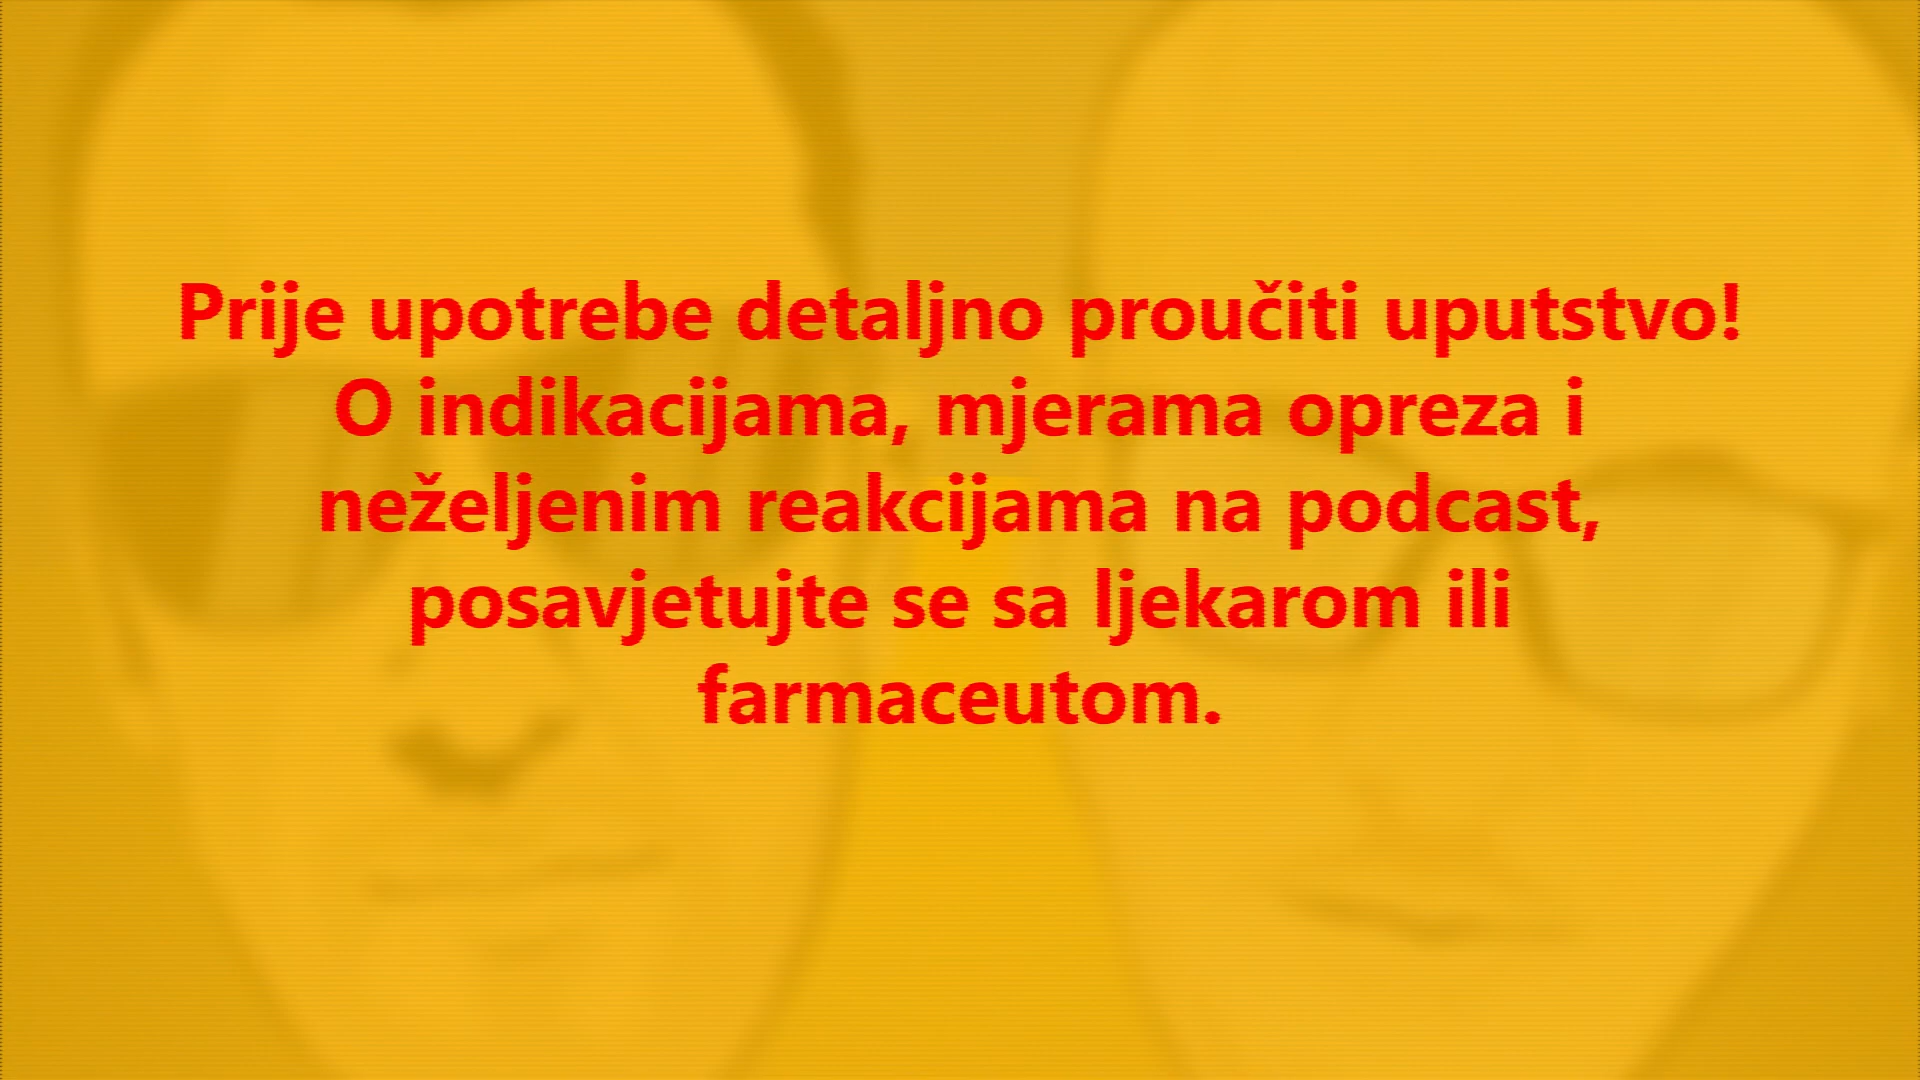 Prije upotrebe detaljno proučiti uputstvo!
O indikacijama, mjerama opreza i
neželjenim reakcijama na podcast,
posavjetujte se sa ljekarom ili
farmaceutom.